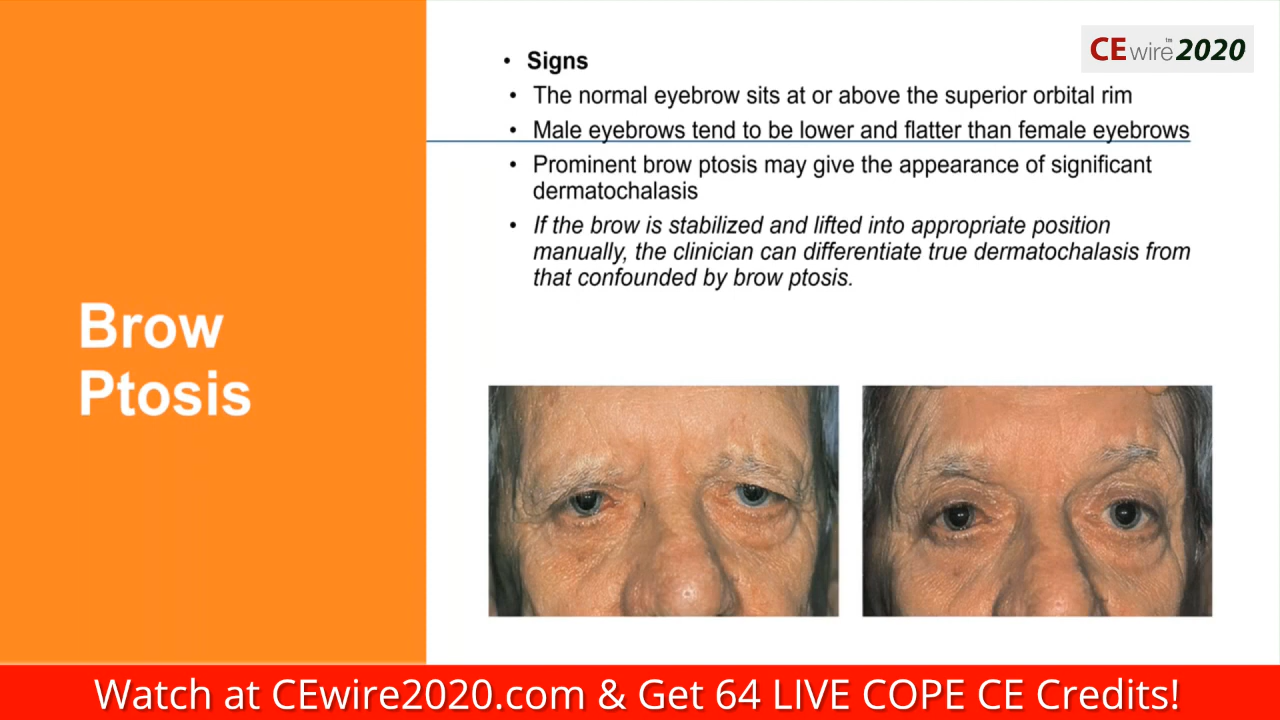 CEwire™2020
• Signs
• The normal eyebrow sits at or above the superior orbital rim
• Male eyebrows tend to be lower and flatter than female eyebrows
• Prominent brow ptosis may give the appearance of significant
dermatochalasis
• If the brow is stabilized and lifted into appropriate position
manually, the clinician can differentiate true dermatochalasis from
that confounded by brow ptosis.
Brow
Ptosis
Watch at CEwire2020.com & Get 64 LIVE COPE CE Credits!